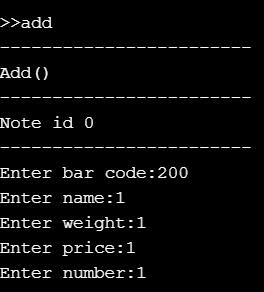 >>add
------------------------
Add()
------------------------
Note id 0
------------------------
Enter bar code:200
Enter name:1
Enter weight:1
Enter price:1
Enter number:1